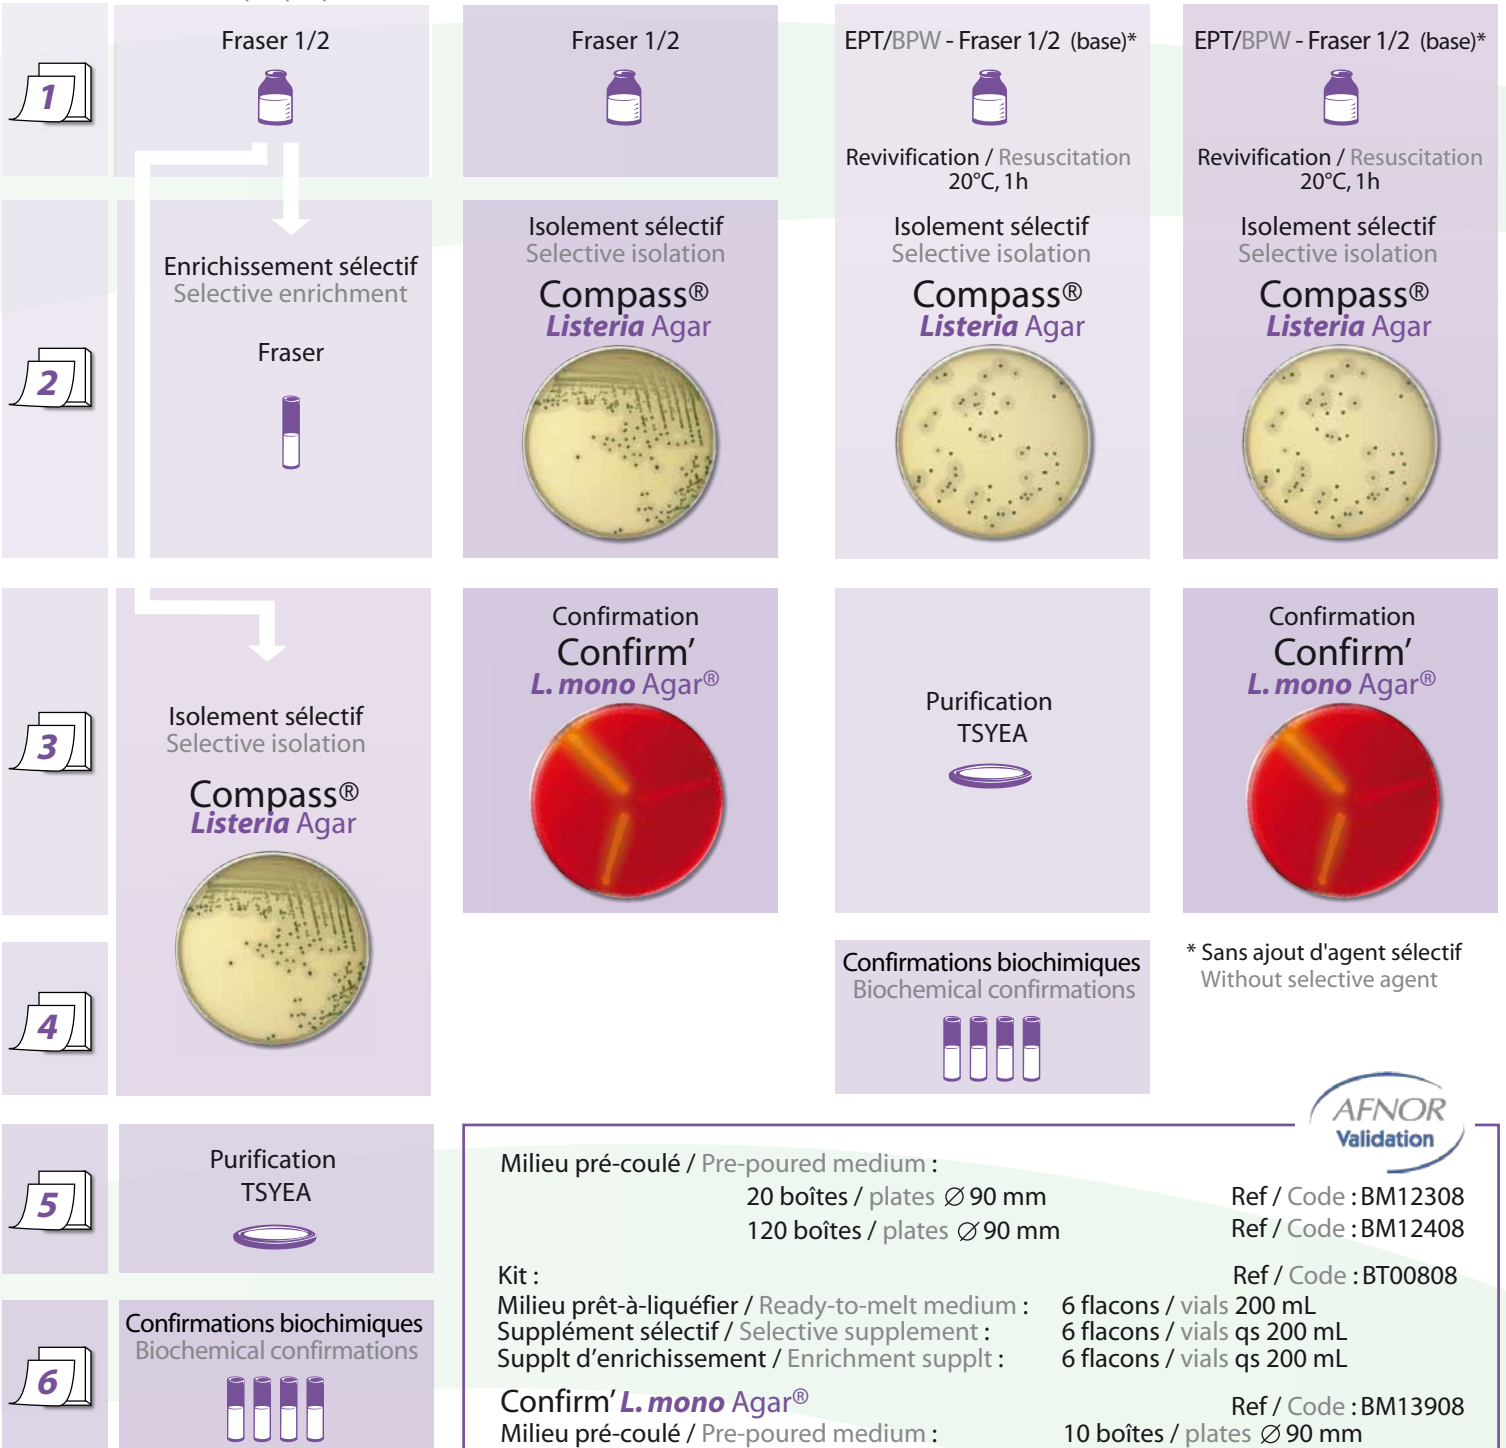 1
Fraser 1/2
Fraser 1/2
EPT/BPW - Fraser 1/2 (base)*
Revivification / Resuscitation
20°C, 1h
EPT/BPW - Fraser 1/2 (base)*
Revivification / Resuscitation
20°C, 1h
2
Enrichissement sélectif
Selective enrichment
Fraser
Isolement sélectif
Selective isolation
Compass®
Listeria Agar
Isolement sélectif
Selective isolation
Compass®
Listeria Agar
Isolement sélectif
Selective isolation
Compass®
Listeria Agar
3
Isolement sélectif
Selective isolation
Compass®
Listeria Agar
Confirmation
Confirm'
L. mono Agar®
Purification
TSYEA
Confirmation
Confirm'
L. mono Agar®
4
Confirmations biochimiques
Biochemical confirmations
* Sans ajout d'agent sélectif
Without selective agent
5
Purification
TSYEA
6
Confirmations biochimiques
Biochemical confirmations
AFNOR
Validation
Milieu pré-coulé / Pre-poured medium :
20 boîtes / plates ∅ 90 mm Ref / Code : BM12308
120 boîtes / plates ∅ 90 mm Ref / Code : BM12408
Kit : Ref / Code : BT00808
Milieu prêt-à-liquéfier / Ready-to-melt medium : 6 flacons / vials 200 mL
Supplément sélectif / Selective supplement : 6 flacons / vials qs 200 mL
Supplt d'enrichissement / Enrichment supplt : 6 flacons / vials qs 200 mL
Confirm' L. mono Agar® Ref / Code : BM13908
Milieu pré-coulé / Pre-poured medium : 10 boîtes / plates ∅ 90 mm